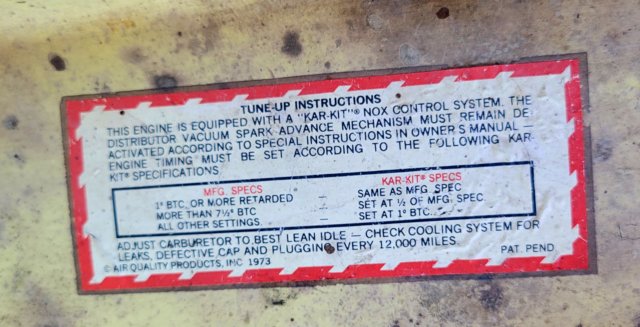 TUNE-UP INSTRUCTIONS
THIS ENGINE IS EQUIPPED WITH A "KAR-KIT"® NOX CONTROL SYSTEM. THE
DISTRIBUTOR VACUUM SPARK ADVANCE MECHANISM MUST REMAIN DE-
ACTIVATED ACCORDING TO SPECIAL INSTRUCTIONS IN OWNER'S MANUAL —
ENGINE TIMING MUST BE SET ACCORDING TO THE FOLLOWING KAR-
KIT® SPECIFICATIONS.
MFG. SPECS KAR-KIT® SPECS
1° BTC, OR MORE RETARDED — SAME AS MFG. SPEC
MORE THAN 7½° BTC — SET AT ½ OF MFG. SPEC.
ALL OTHER SETTINGS — SET AT 1° BTC.
ADJUST CARBURETOR TO BEST LEAN IDLE — CHECK COOLING SYSTEM FOR
LEAKS, DEFECTIVE CAP AND PLUGGING EVERY 12,000 MILES.
© AIR QUALITY PRODUCTS, INC 1973 PAT. PEND.